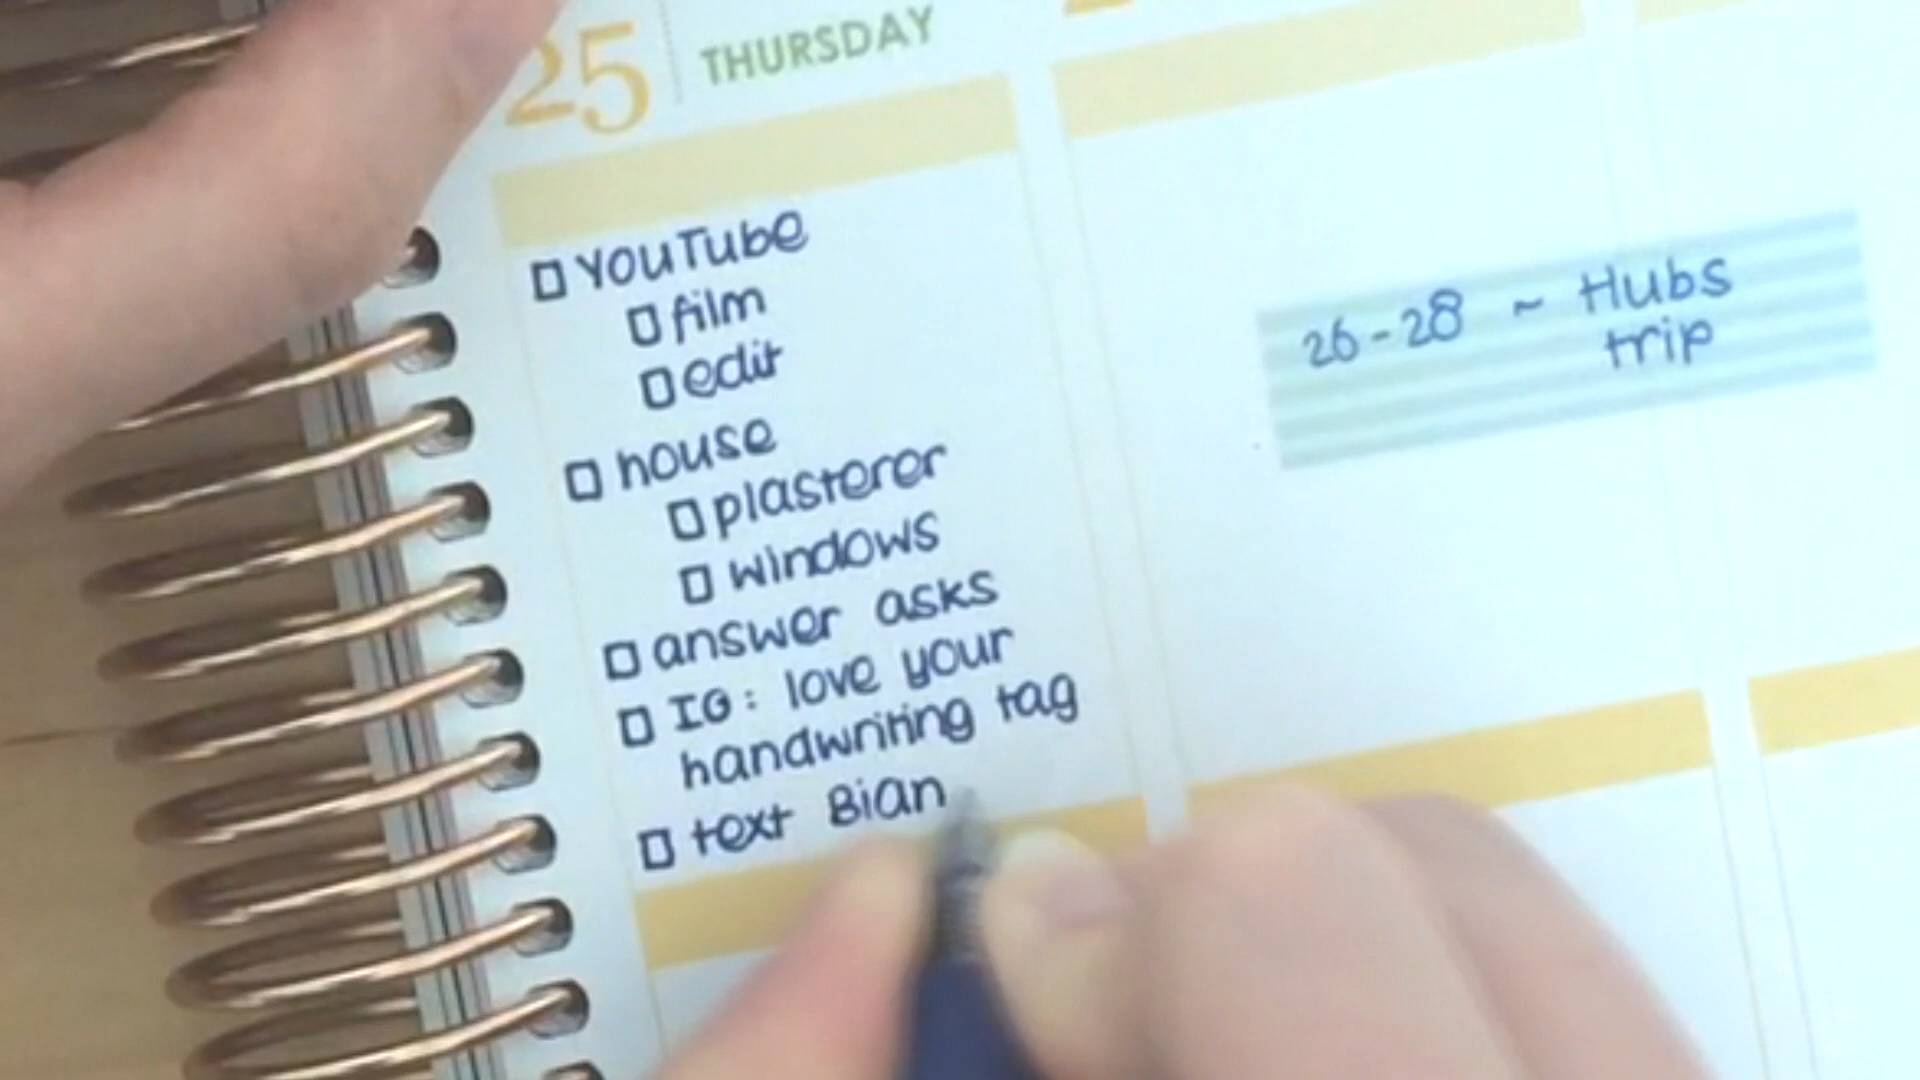 25 THURSDAY
YouTube
film
edit
house
plasterer
windows
answer asks
IG: love your
handwriting tag
text Bian
26-28 ~ Hubs
trip